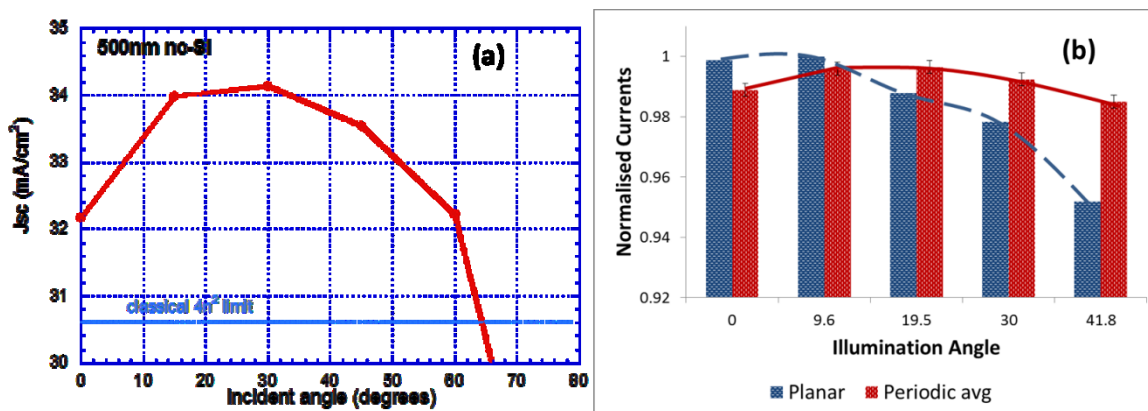 500nm nc-Si
(a)
35
34
33
32
31
30
Jsc (mA/cm²)
classical 4n² limit
0 10 20 30 40 50 60 70 80
Incident angle (degrees)
(b)
1
0.98
0.96
0.94
0.92
Normalised Currents
0 9.6 19.5 30 41.8
Illumination Angle
Planar Periodic avg